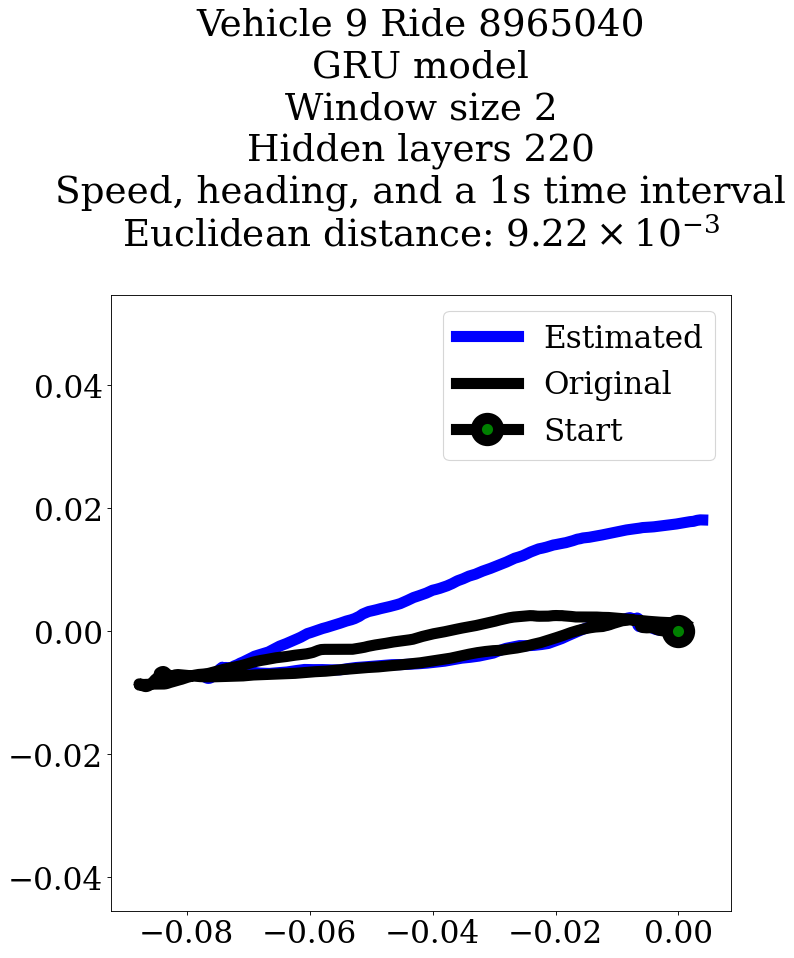 Vehicle 9 Ride 8965040
GRU model
Window size 2
Hidden layers 220
Speed, heading, and a 1s time interval
Euclidean distance: 9.22 × 10⁻³
Estimated
Original
Start
0.04
0.02
0.00
−0.02
−0.04
−0.08 −0.06 −0.04 −0.02 0.00